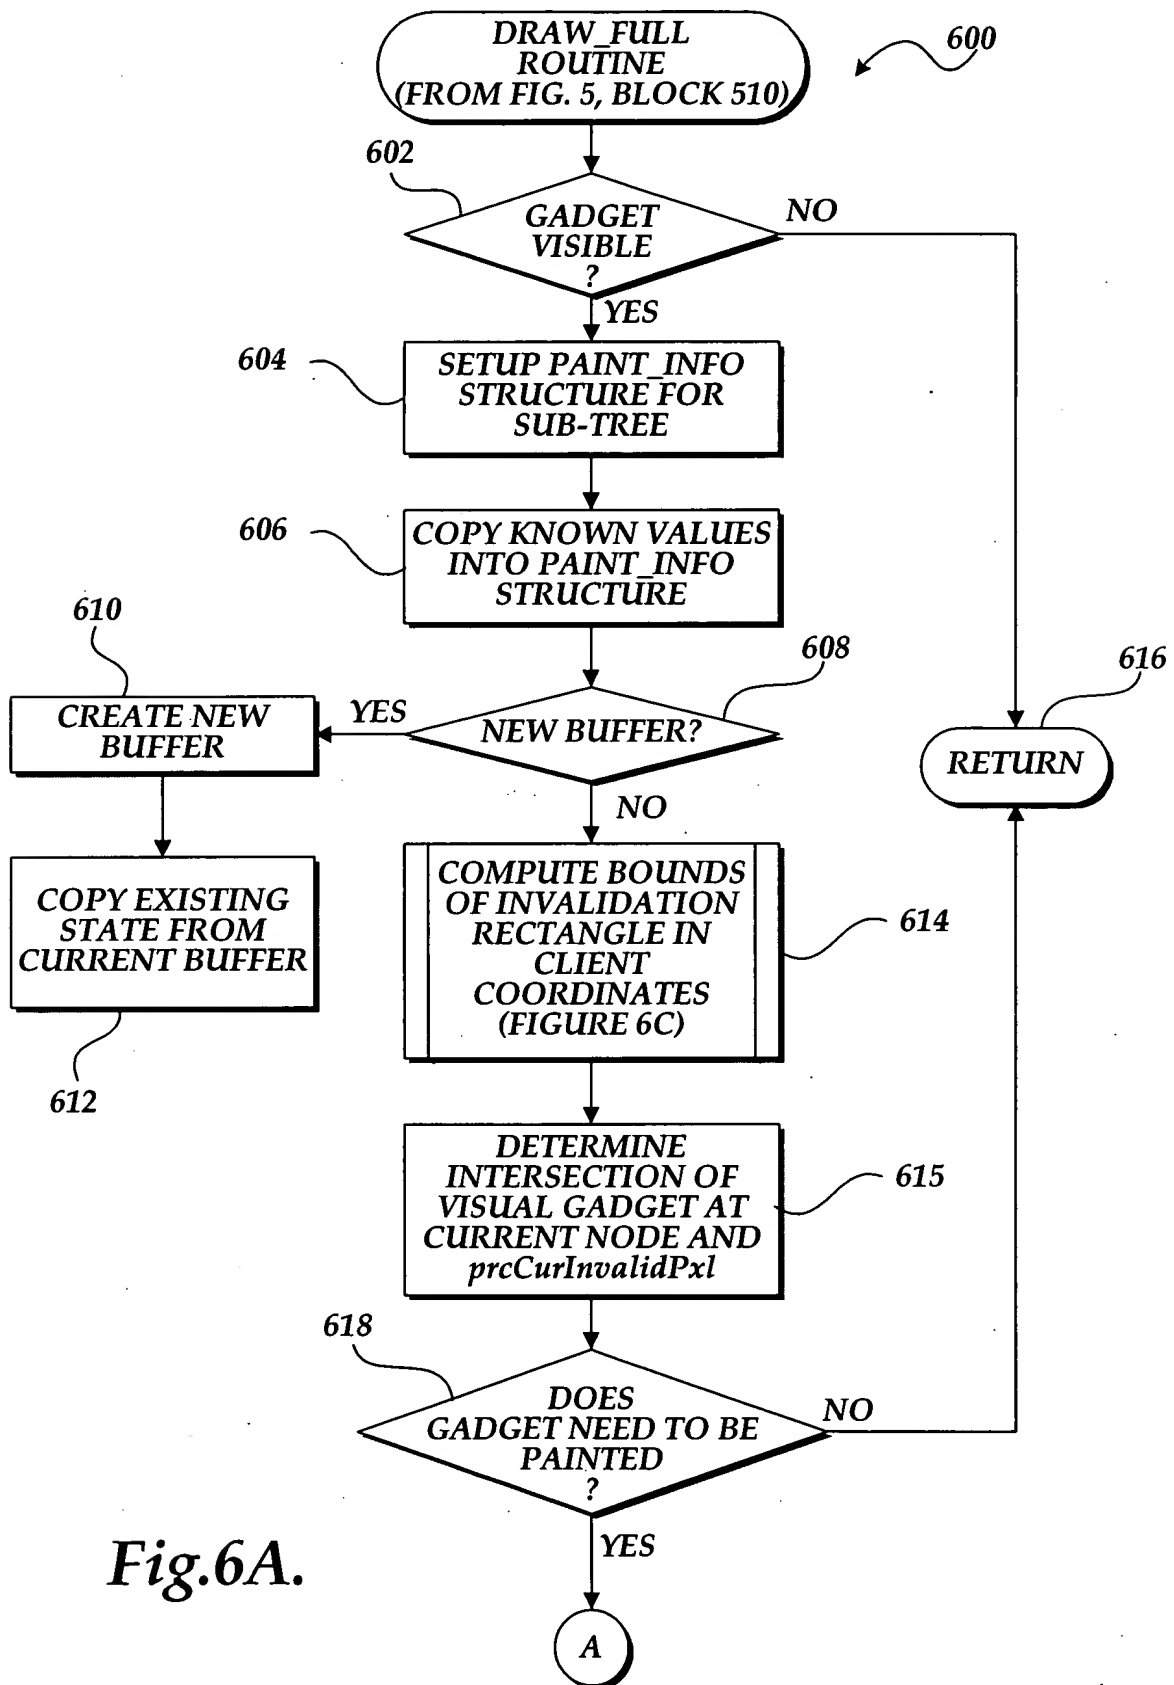 DRAW_FULL
ROUTINE
(FROM FIG. 5, BLOCK 510)
600
602
GADGET
VISIBLE
?
NO
YES
604
SETUP PAINT_INFO
STRUCTURE FOR
SUB-TREE
606
COPY KNOWN VALUES
INTO PAINT_INFO
STRUCTURE
610
608
616
CREATE NEW
BUFFER
YES
NEW BUFFER?
RETURN
NO
COPY EXISTING
STATE FROM
CURRENT BUFFER
612
COMPUTE BOUNDS
OF INVALIDATION
RECTANGLE IN
CLIENT
COORDINATES
(FIGURE 6C)
614
DETERMINE
INTERSECTION OF
VISUAL GADGET AT
CURRENT NODE AND
prcCurInvalidPxl
615
618
DOES
GADGET NEED TO BE
PAINTED
?
NO
YES
A
Fig.6A.